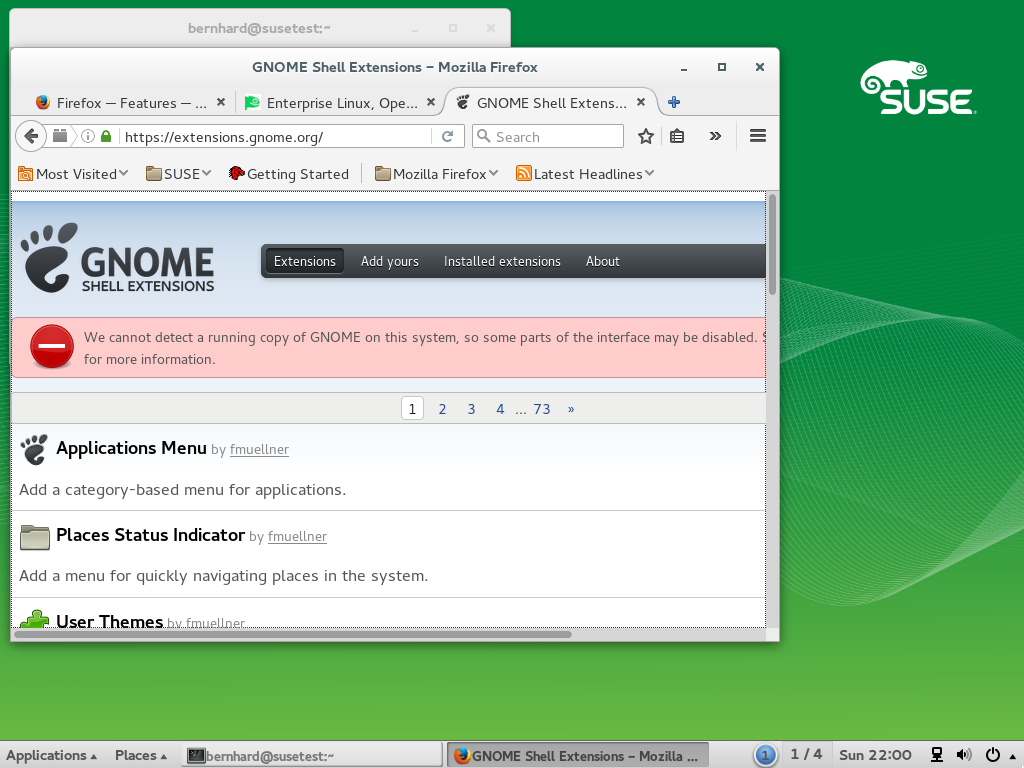 bernhard@susetest:~
GNOME Shell Extensions – Mozilla Firefox
Firefox — Features — ...
Enterprise Linux, Ope...
GNOME Shell Extens...
https://extensions.gnome.org/
Search
Most Visited
SUSE
Getting Started
Mozilla Firefox
Latest Headlines
SUSE
GNOME
SHELL EXTENSIONS
Extensions
Add yours
Installed extensions
About
We cannot detect a running copy of GNOME on this system, so some parts of the interface may be disabled.
for more information.
1 2 3 4 ... 73 »
Applications Menu by fmuellner
Add a category-based menu for applications.
Places Status Indicator by fmuellner
Add a menu for quickly navigating places in the system.
User Themes by fmuellner
Applications
Places
bernhard@susetest:~
GNOME Shell Extensions – Mozilla ...
1
1 / 4
Sun 22:00